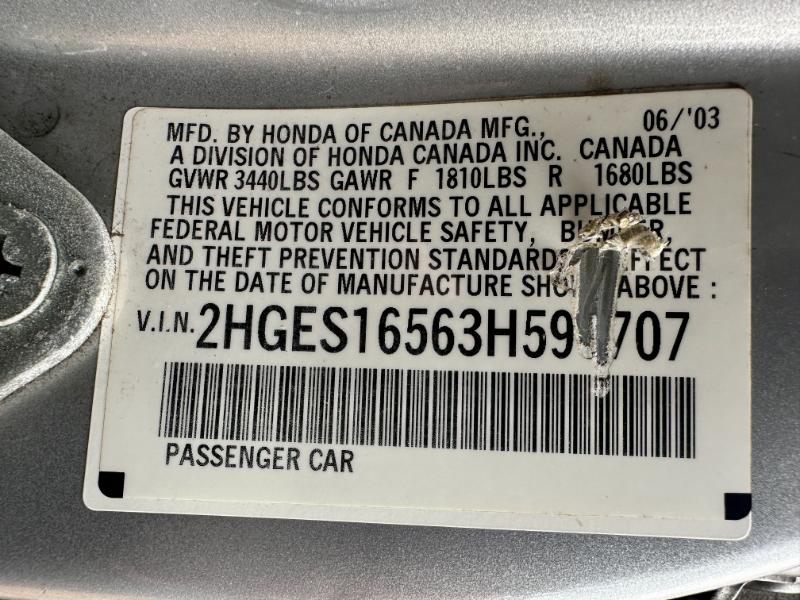 MFD. BY HONDA OF CANADA MFG., 06/'03
A DIVISION OF HONDA CANADA INC. CANADA
GVWR 3440LBS GAWR F 1810LBS R 1680LBS
THIS VEHICLE CONFORMS TO ALL APPLICABLE
FEDERAL MOTOR VEHICLE SAFETY,
AND THEFT PREVENTION STANDARDS
ON THE DATE OF MANUFACTURE ABOVE :
V.I.N.
PASSENGER CAR